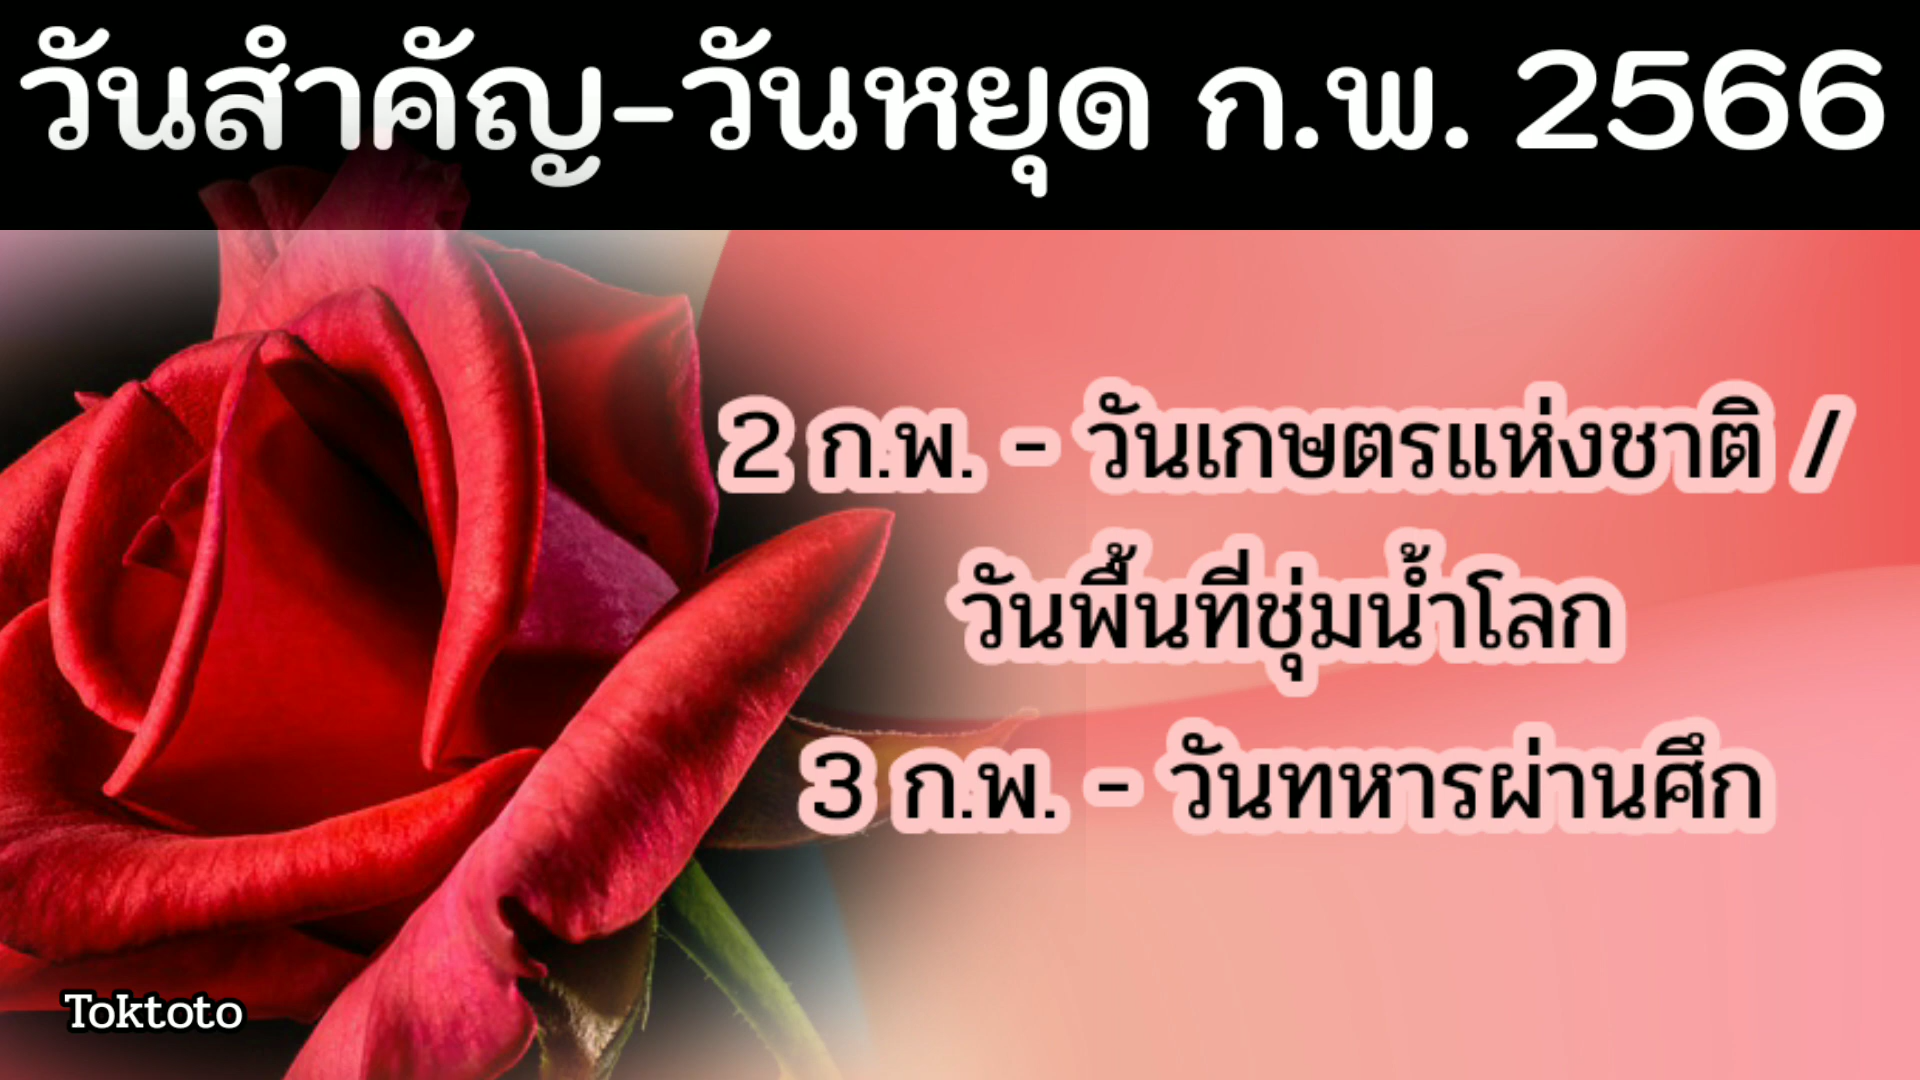 วันสำคัญ-วันหยุด ก.พ. 2566
2 ก.พ. - วันเกษตรแห่งชาติ /
วันพื้นที่ชุ่มน้ำโลก
3 ก.พ. - วันทหารผ่านศึก
Toktoto